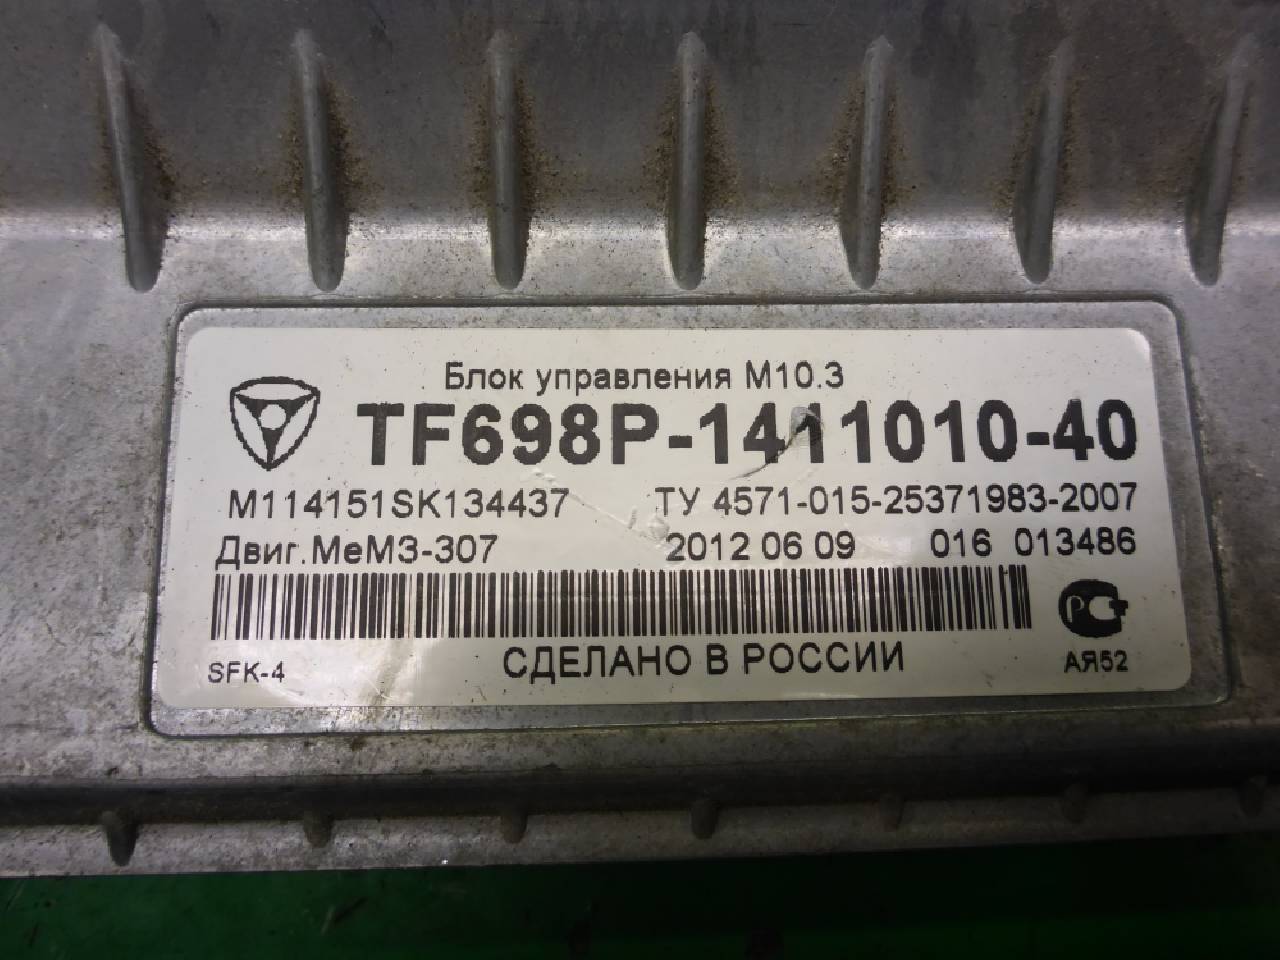 Блок управления М10.3
TF698P-1411010-40
M114151SK134437 ТУ 4571-015-25371983-2007
Двиг.МеМЗ-307 2012 06 09 016 013486
SFK-4 СДЕЛАНО В РОССИИ АЯ52